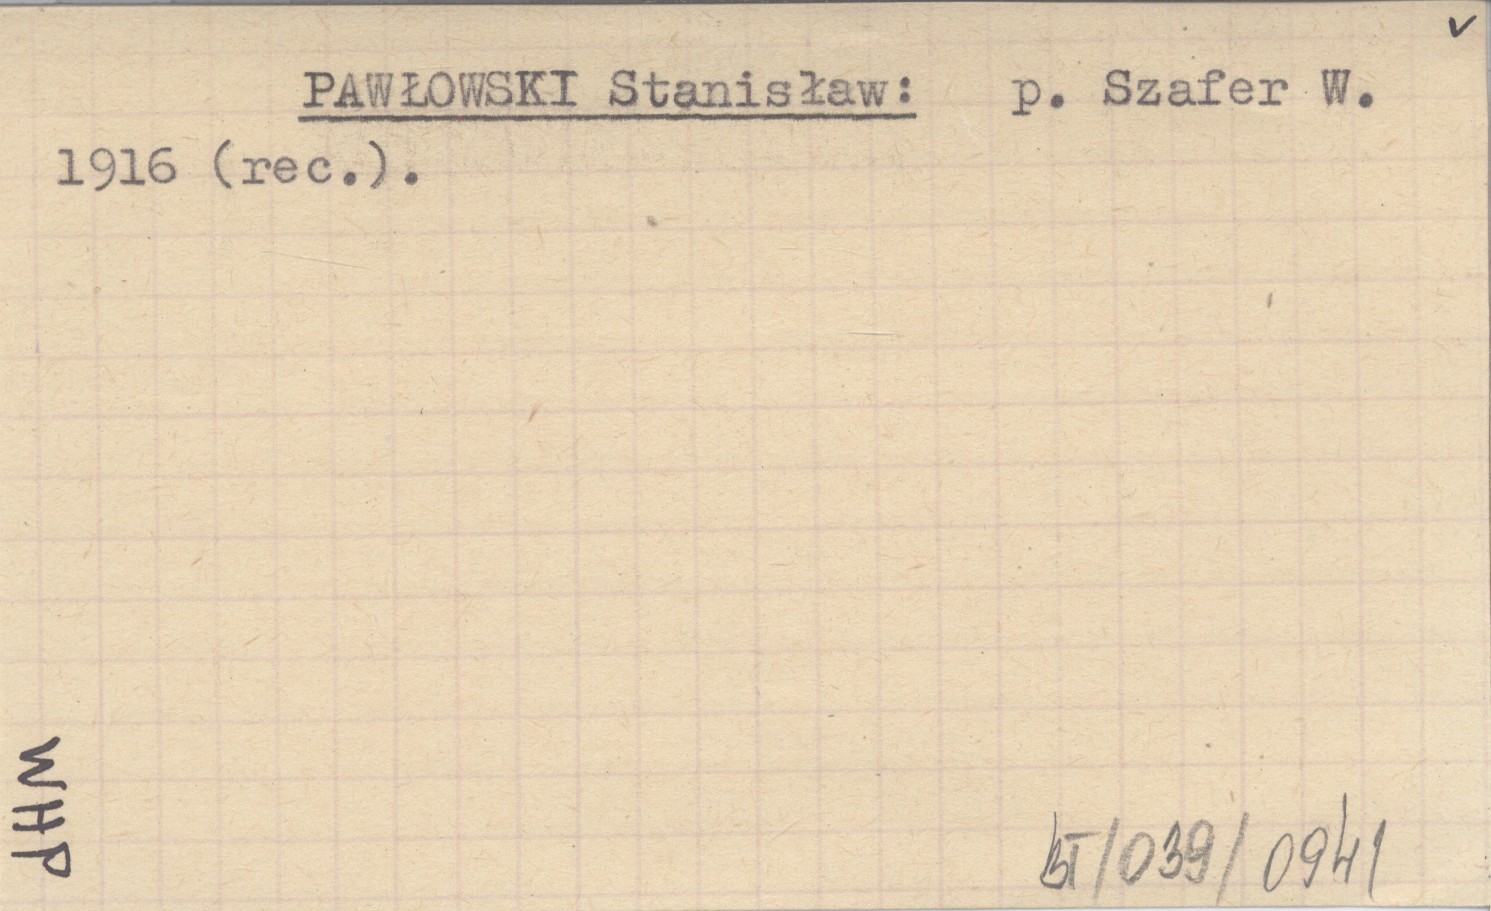 ✓
PAWŁOWSKI Stanisław: p. Szafer W.
1916 (rec.).
WHP
BT/039/0941